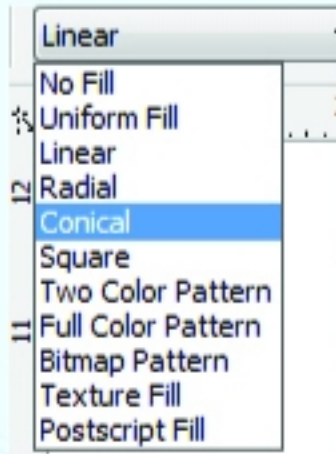 Linear
No Fill
Uniform Fill
Linear
Radial
12
Conical
Square
Two Color Pattern
Full Color Pattern
11
Bitmap Pattern
Texture Fill
Postscript Fill